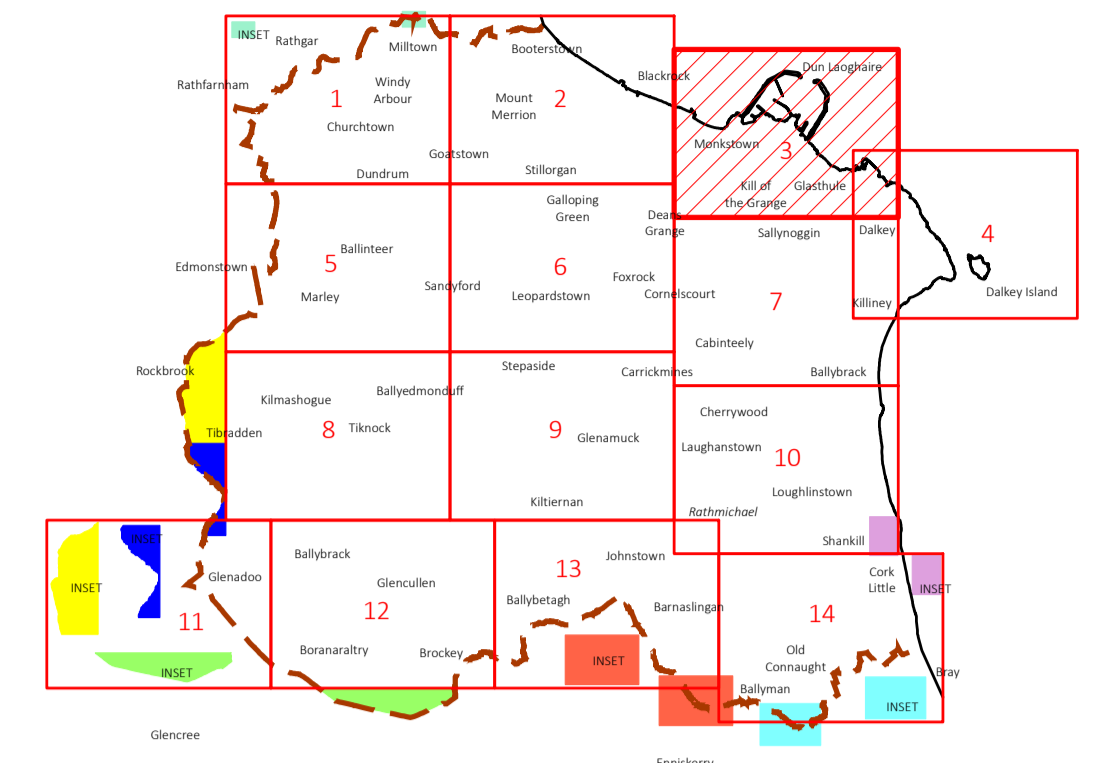 INSET
Rathgar
Milltown
Booterstown
Rathfarnham
Windy
Arbour
1
Churchtown
Goatstown
Dundrum
Mount
Merrion
2
Stillorgan
Blackrock
Dun Laoghaire
Monkstown
3
Kill of
the Grange
Glasthule
Galloping
Green
Deans
Grange
Sallynoggin
Dalkey
4
Dalkey Island
Edmonstown
Ballinteer
5
Marley
Sandyford
6
Leopardstown
Foxrock
Cornelscourt
7
Killiney
Cabinteely
Ballybrack
Rockbrook
Stepaside
Carrickmines
Kilmashogue
Ballyedmonduff
Tibradden
8
Tiknock
9
Glenamuck
Kiltiernan
Cherrywood
Laughanstown
10
Loughlinstown
Rathmichael
Shankill
INSET
INSET
Glenadoo
11
INSET
Ballybrack
Glencullen
12
Boranaraltry
Brockey
13
Johnstown
Ballybetagh
Barnaslingan
INSET
Cork
Little
INSET
14
Old
Connaught
Ballyman
Bray
INSET
Glencree
Enniskerry